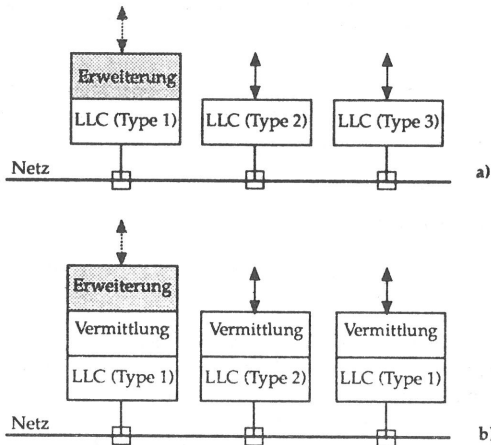 Erweiterung
LLC (Type 1) LLC (Type 2) LLC (Type 3)
Netz
a)
Erweiterung
Vermittlung Vermittlung Vermittlung
LLC (Type 1) LLC (Type 2) LLC (Type 1)
Netz
b)